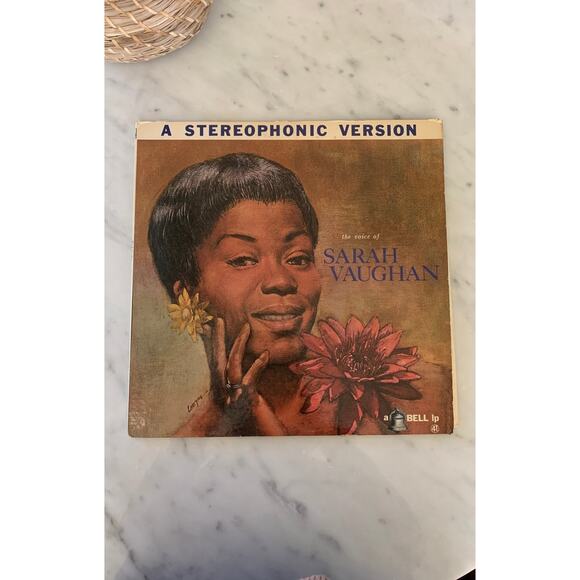 A STEREOPHONIC VERSION
the voice of
SARAH
VAUGHAN
a BELL lp